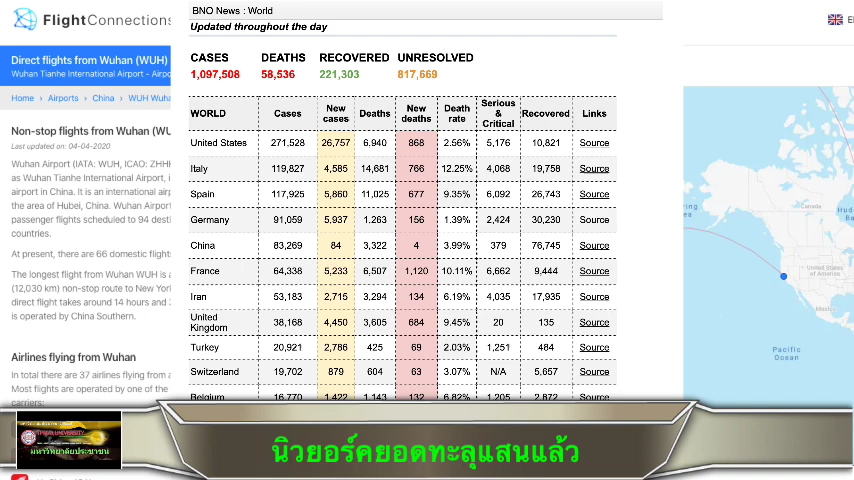 FlightConnections
Direct flights from Wuhan (WUH)
Wuhan Tianhe International Airport - Airpo
Home › Airports › China › WUH Wuha
Non-stop flights from Wuhan (WU
Last updated on: 04-04-2020
Wuhan Airport (IATA: WUH, ICAO: ZHHH
as Wuhan Tianhe International Airport, i
airport in China. It is an international airp
the area of Hubei, China. Wuhan Airport
passenger flights scheduled to 94 desti
countries.
At present, there are 66 domestic flights
The longest flight from Wuhan WUH is a
(12,030 km) non-stop route to New York
direct flight takes around 14 hours and
is operated by China Southern.
Airlines flying from Wuhan
In total there are 37 airlines flying from a
Most flights are operated by one of the
carriers:
BNO News : World
Updated throughout the day
CASES DEATHS RECOVERED UNRESOLVED
1,097,508 58,536 221,303 817,669
WORLD Cases New cases Deaths New deaths Death rate Serious & Critical Recovered Links
United States 271,528 26,757 6,940 868 2.56% 5,176 10,821 Source
Italy 119,827 4,585 14,681 766 12.25% 4,068 19,758 Source
Spain 117,925 5,860 11,025 677 9.35% 6,092 26,743 Source
Germany 91,059 5,937 1,263 156 1.39% 2,424 30,230 Source
China 83,269 84 3,322 4 3.99% 379 76,745 Source
France 64,338 5,233 6,507 1,120 10.11% 6,662 9,444 Source
Iran 53,183 2,715 3,294 134 6.19% 4,035 17,935 Source
United Kingdom 38,168 4,450 3,605 684 9.45% 20 135 Source
Turkey 20,921 2,786 425 69 2.03% 1,251 484 Source
Switzerland 19,702 879 604 63 3.07% N/A 5,657 Source
Belgium 16,770 1,422 1,143 132 6.82% 1,205 2,872 Source
Canada
United States
of America
Mexico
Pacific
Ocean
มหาวิทยาลัยประชาชน
นิวยอร์คยอดทะลุแสนแล้ว